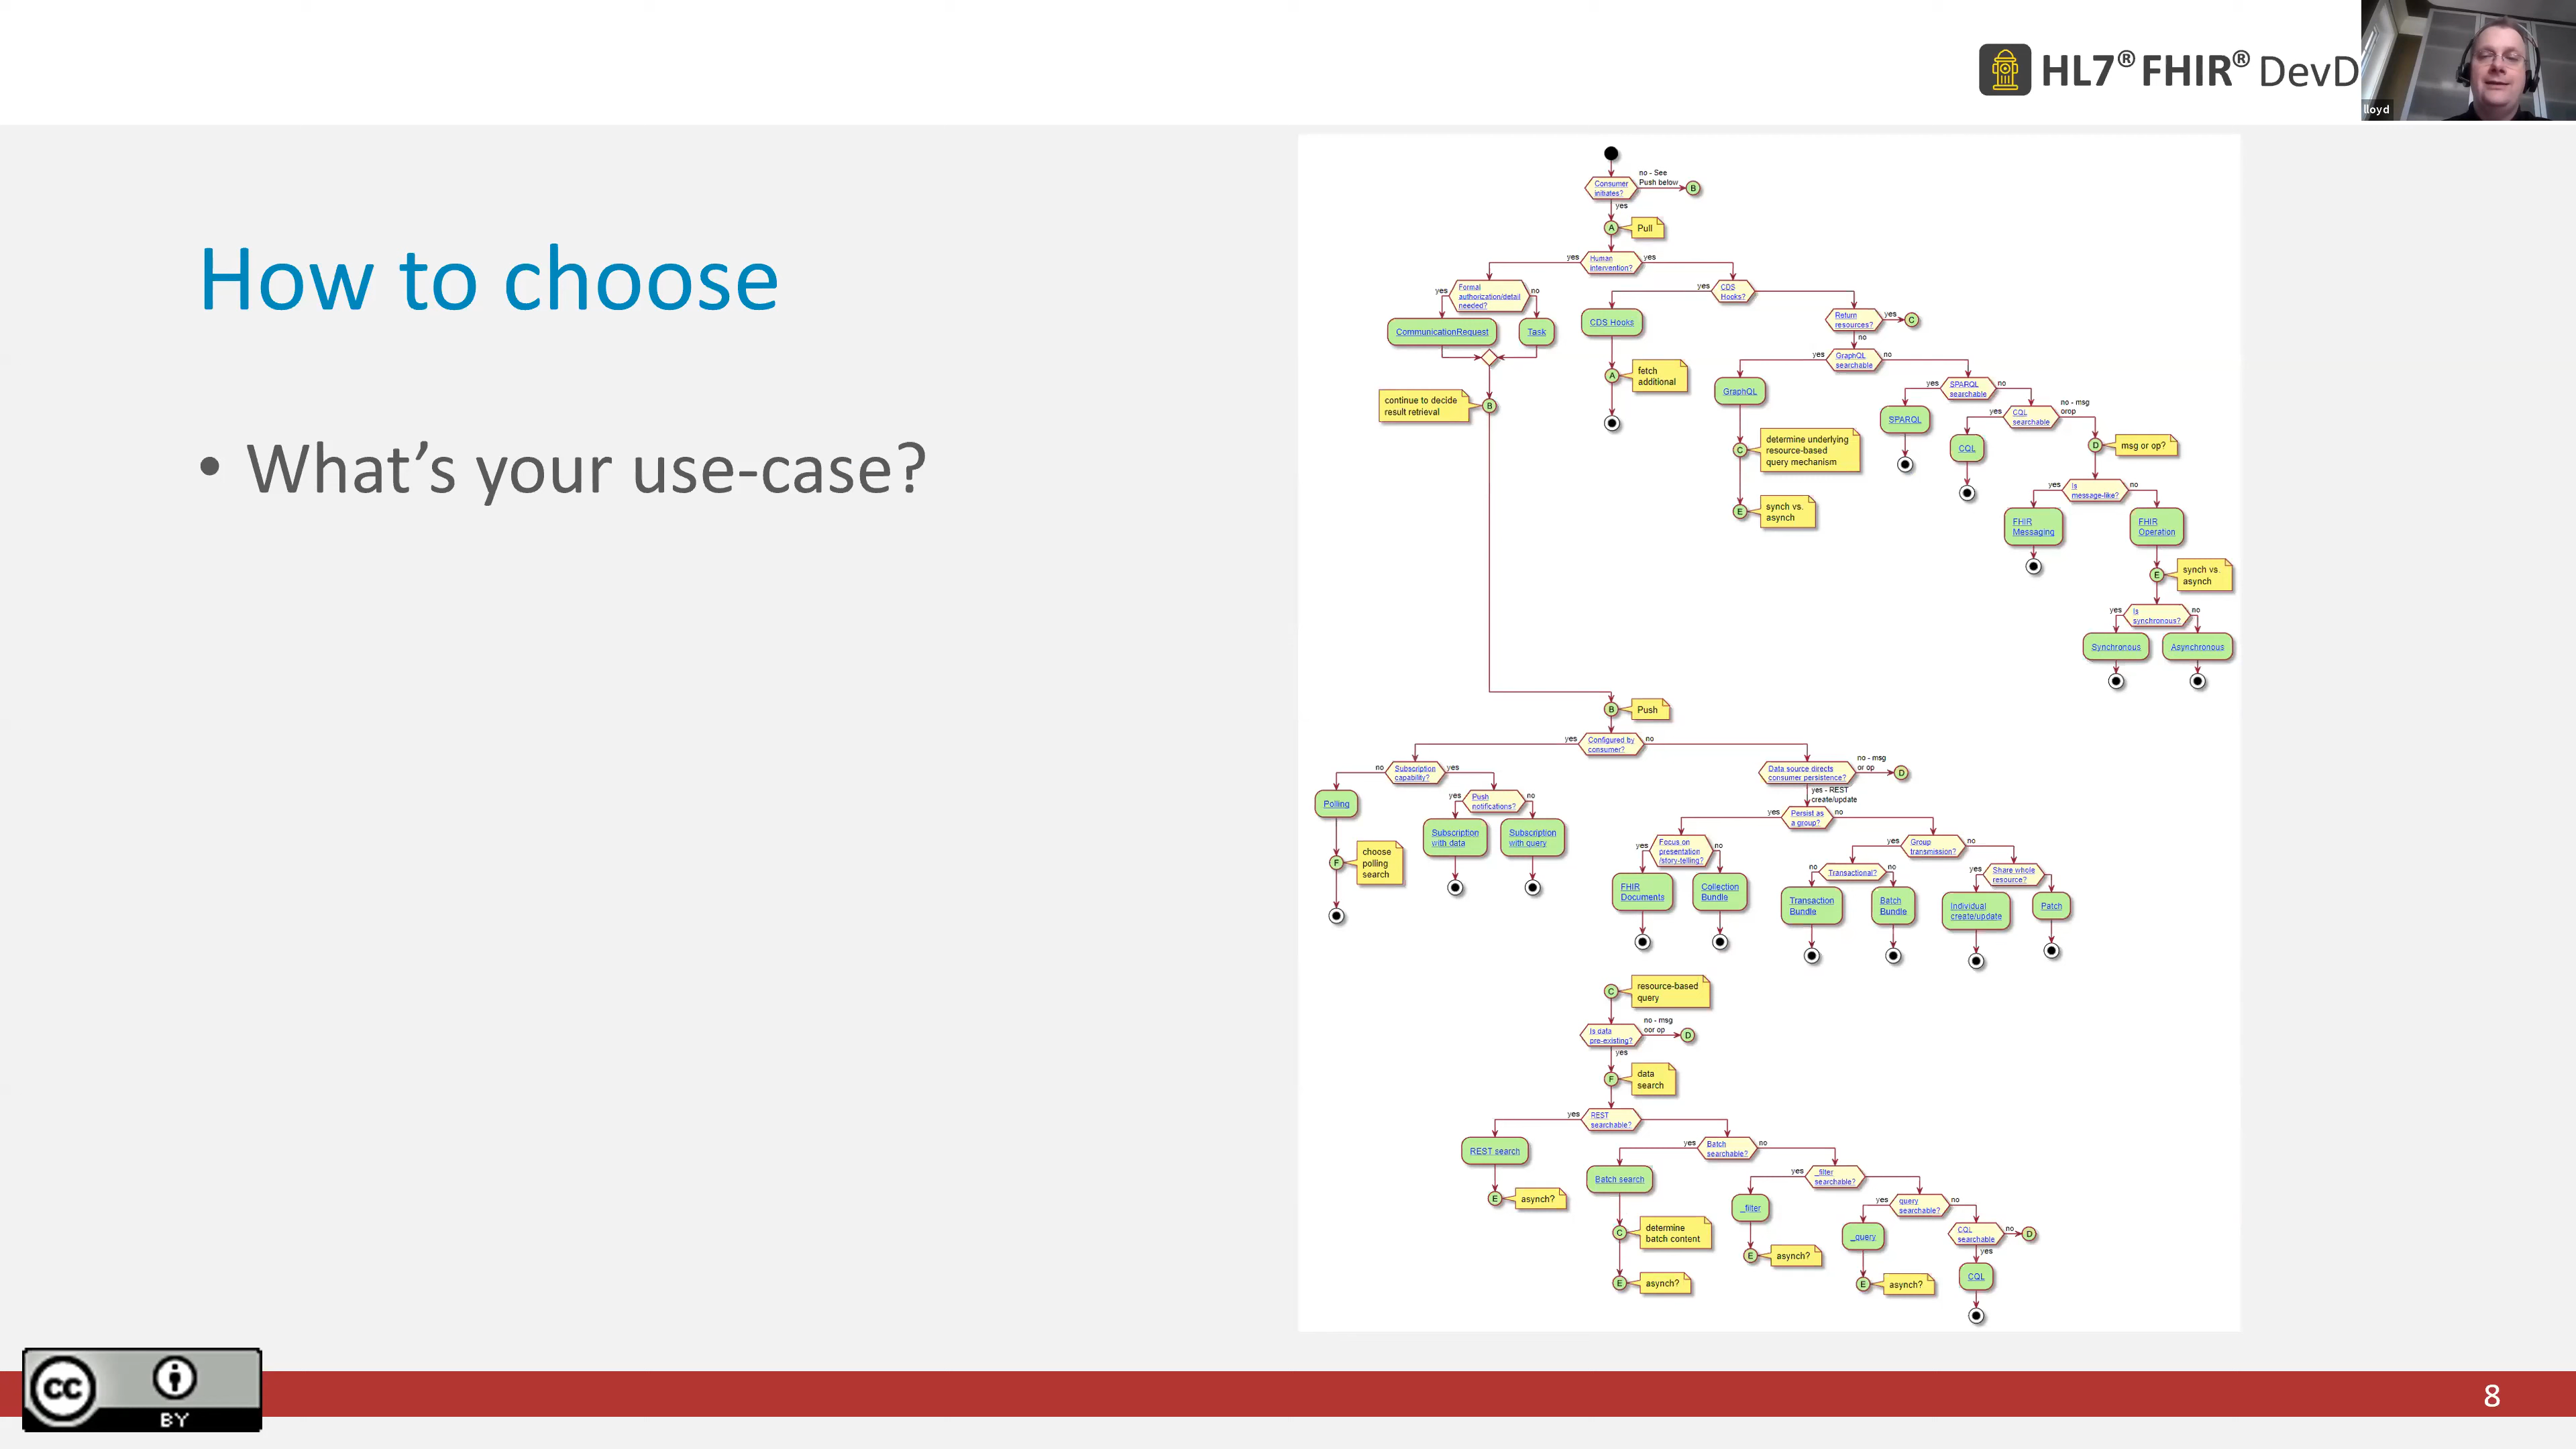 HL7® FHIR® DevD
lloyd
How to choose
• What's your use-case?
Consumer
initiates?
no - See
Push below
B
yes
A
Pull
yes
Human
intervention?
yes
yes
Formal
authorization/detail
needed?
no
CommunicationRequest
Task
continue to decide
result retrieval
B
yes
CDS
Hooks?
CDS Hooks
A
fetch
additional
Return
resources?
yes
C
no
yes
GraphQL
searchable
no
GraphQL
C
determine underlying
resource-based
query mechanism
E
synch vs.
asynch
yes
SPARQL
searchable
no
SPARQL
yes
CQL
searchable
no - msg
orop
CQL
D
msg or op?
yes
Is
message-like?
no
FHIR
Messaging
FHIR
Operation
E
synch vs.
asynch
yes
Is
synchronous?
no
Synchronous
Asynchronous
B
Push
yes
Configured by
consumer?
no
no
Subscription
capability?
yes
Polling
F
choose
polling
search
yes
Push
notifications?
no
Subscription
with data
Subscription
with query
Data source directs
consumer persistence?
no - msg
or op
D
yes - REST
create/update
yes
Persist as
a group?
no
yes
Focus on
presentation
/story-telling?
no
FHIR
Documents
Collection
Bundle
yes
Group
transmission?
no
no
Transactional?
no
Transaction
Bundle
Batch
Bundle
yes
Share whole
resource?
no
Individual
create/update
Patch
C
resource-based
query
Is data
pre-existing?
no - msg
oor op
D
yes
F
data
search
yes
REST
searchable?
REST search
E
asynch?
yes
Batch
searchable?
no
Batch search
C
determine
batch content
E
asynch?
yes
_filter
searchable?
_filter
E
asynch?
yes
query
searchable?
no
_query
E
asynch?
CQL
searchable
no
D
yes
CQL
CC
BY
8